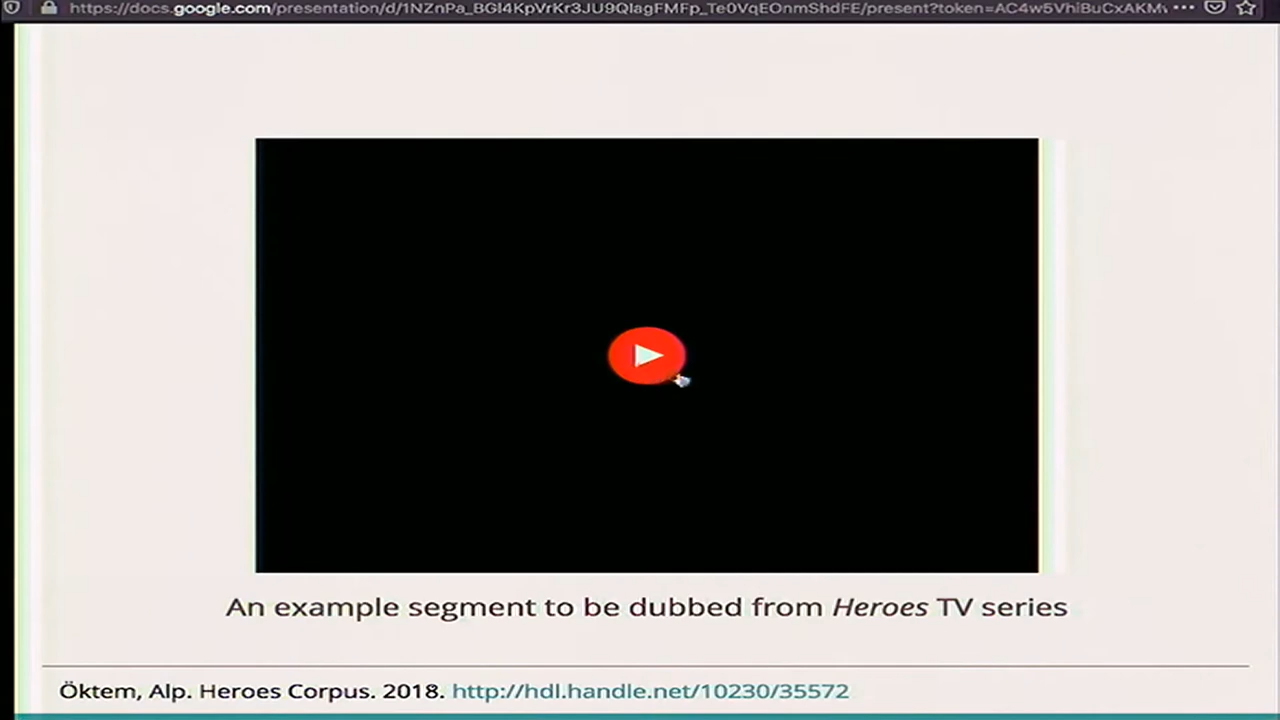 https://docs.google.com/presentation/d/1NZnPa_BGl4KpVrKr3JU9QlagFMFp_Te0VqEOnmShdFE/present?token=AC4w5VhiBuCxAKMv
An example segment to be dubbed from Heroes TV series
Öktem, Alp. Heroes Corpus. 2018. http://hdl.handle.net/10230/35572